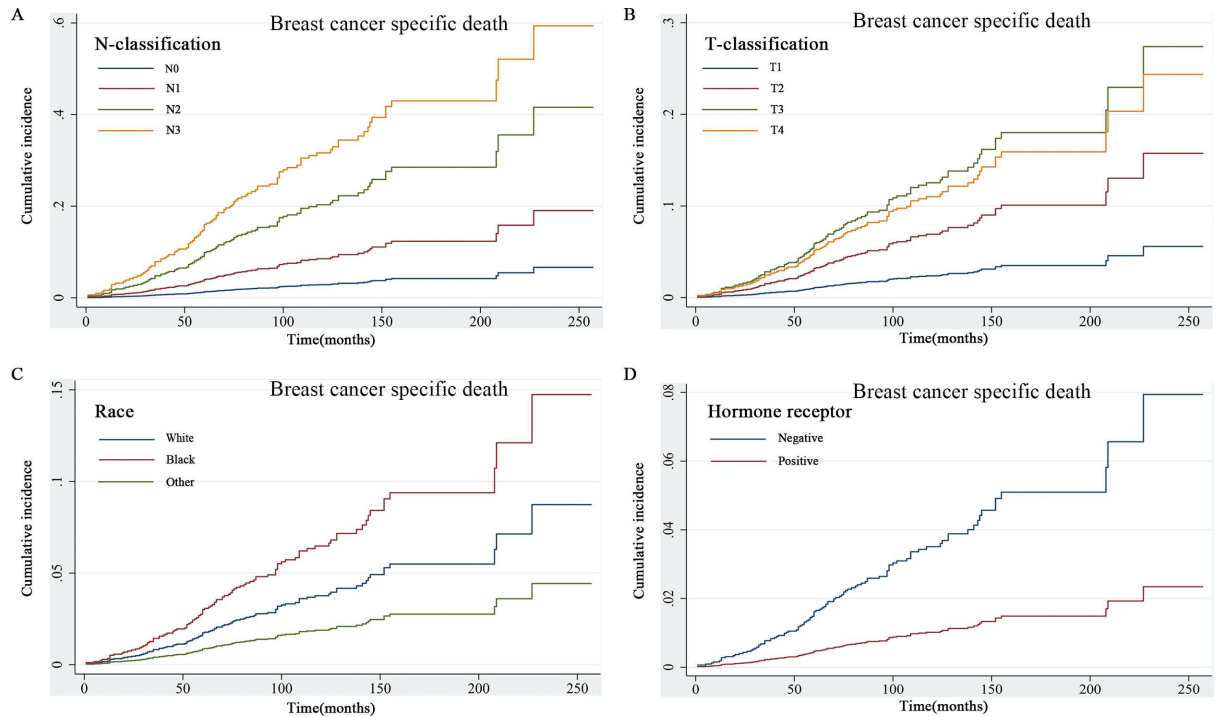 A
Breast cancer specific death
N-classification
N0
N1
N2
N3
Cumulative incidence
0
.2
.4
.6
0 50 100 150 200 250
Time(months)
B
Breast cancer specific death
T-classification
T1
T2
T3
T4
Cumulative incidence
0
.1
.2
.3
0 50 100 150 200 250
Time(months)
C
Breast cancer specific death
Race
White
Black
Other
Cumulative incidence
0
.05
.1
.15
0 50 100 150 200 250
Time(months)
D
Breast cancer specific death
Hormone receptor
Negative
Positive
Cumulative incidence
0
.02
.04
.06
.08
0 50 100 150 200 250
Time(months)